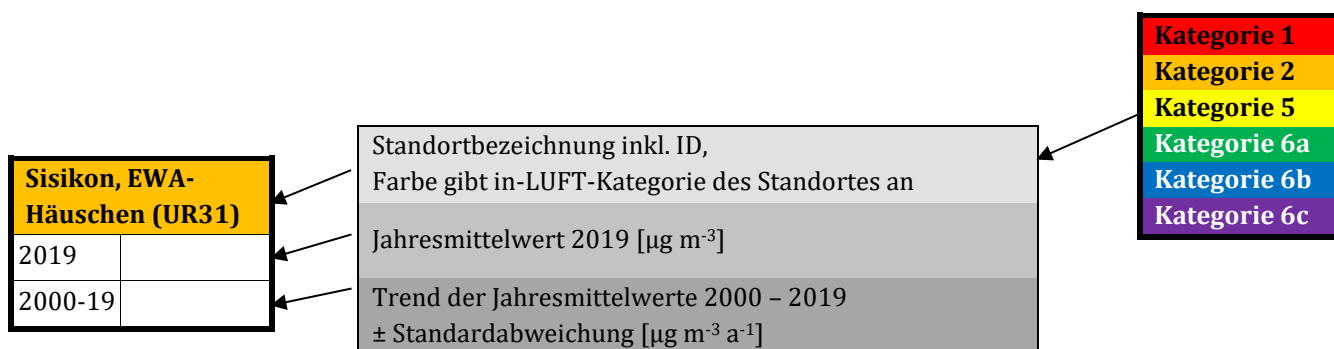 Kategorie 1
Kategorie 2
Kategorie 5
Kategorie 6a
Kategorie 6b
Kategorie 6c
Standortbezeichnung inkl. ID,
Farbe gibt in-LUFT-Kategorie des Standortes an
Jahresmittelwert 2019 [µg m-3]
Trend der Jahresmittelwerte 2000 – 2019
± Standardabweichung [µg m-3 a-1]
Sisikon, EWA-
Häuschen (UR31)
2019
2000-19